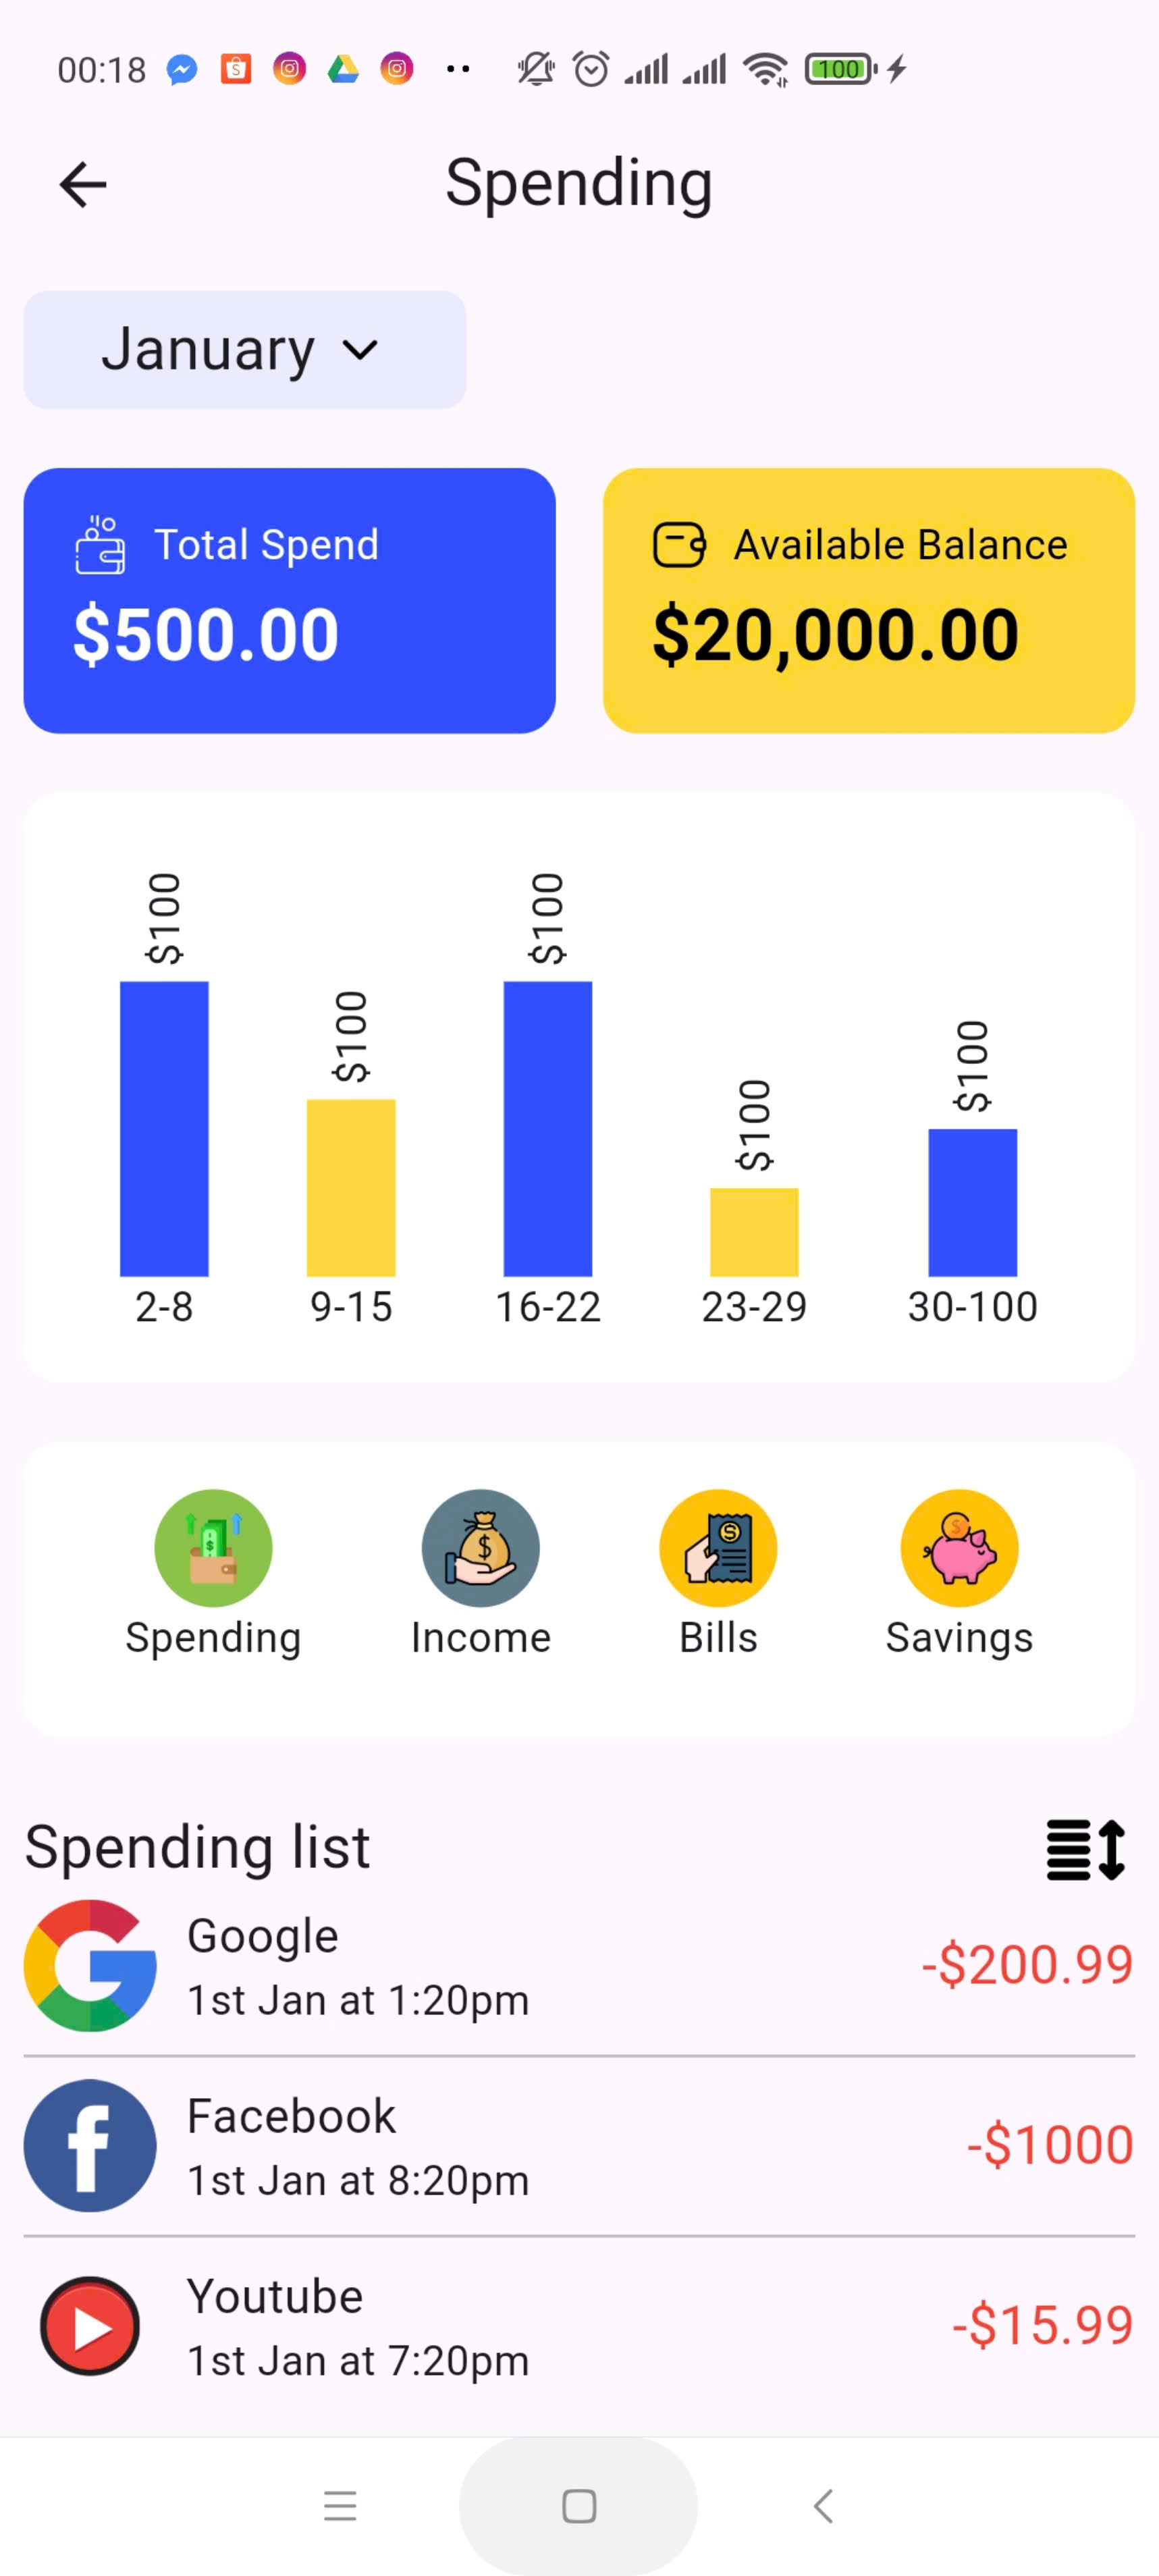 00:18
100
Spending
January
Total Spend
$500.00
Available Balance
$20,000.00
$100
$100
$100
$100
$100
2-8
9-15
16-22
23-29
30-100
Spending
Income
Bills
Savings
Spending list
Google
1st Jan at 1:20pm
-$200.99
Facebook
1st Jan at 8:20pm
-$1000
Youtube
1st Jan at 7:20pm
-$15.99